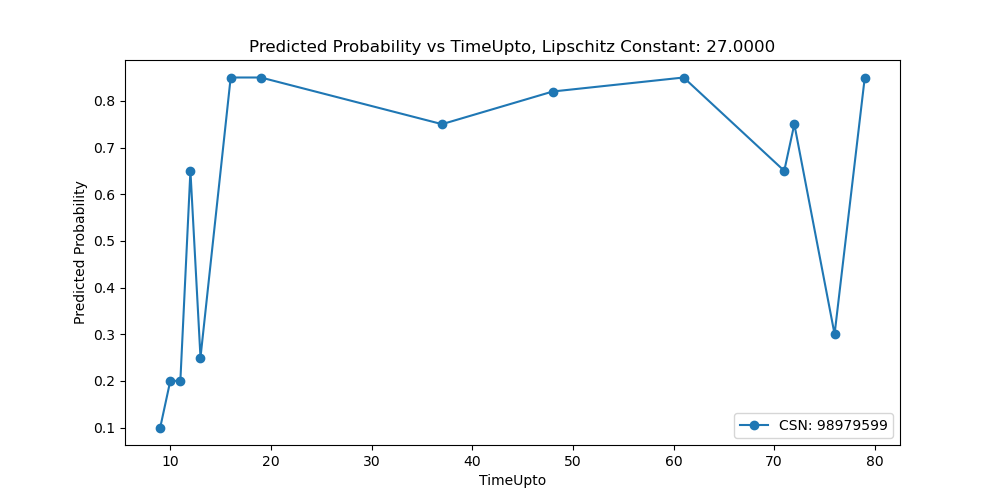 Predicted Probability vs TimeUpto, Lipschitz Constant: 27.0000
Predicted Probability
0.8
0.7
0.6
0.5
0.4
0.3
0.2
0.1
CSN: 98979599
10 20 30 40 50 60 70 80
TimeUpto